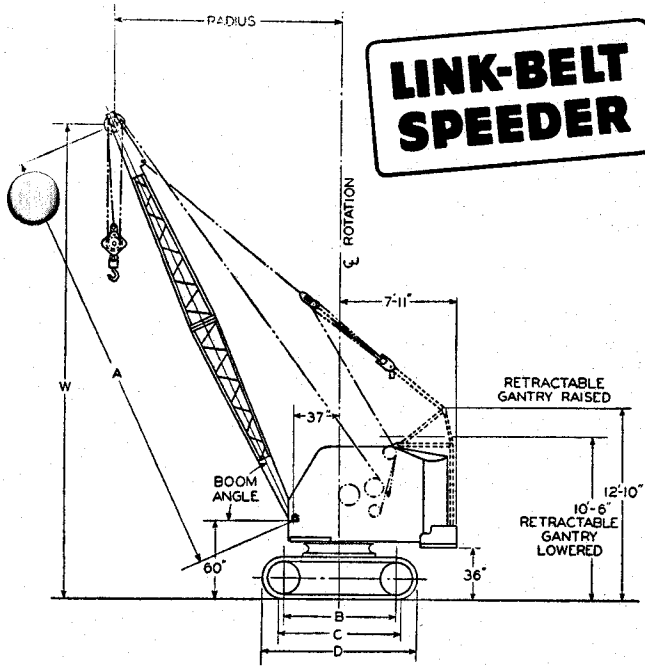 RADIUS
LINK-BELT
SPEEDER
℄ ROTATION
7'-11"
W
A
37"
RETRACTABLE
GANTRY RAISED
BOOM
ANGLE
12'-10"
10'-6"
RETRACTABLE
GANTRY
LOWERED
60"
36"
B
C
D